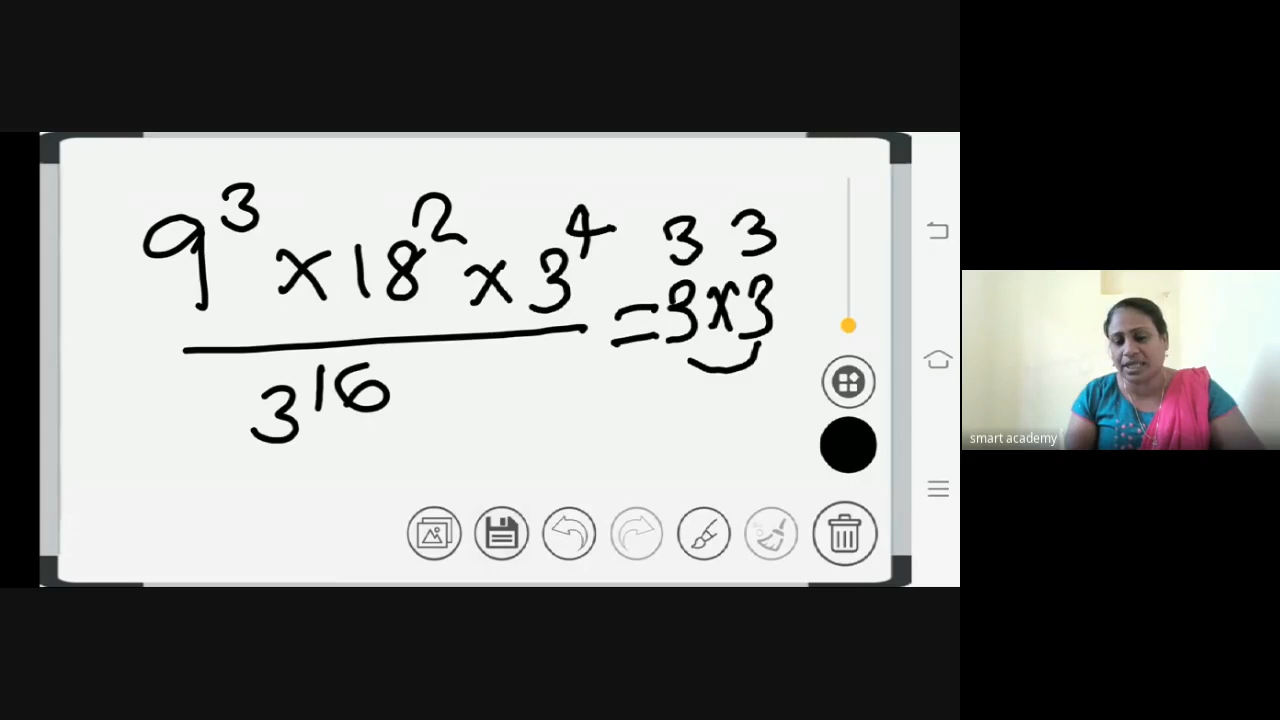 9³ × 18² × 3⁴ = 3³ × 3³
3¹⁶
smart academy